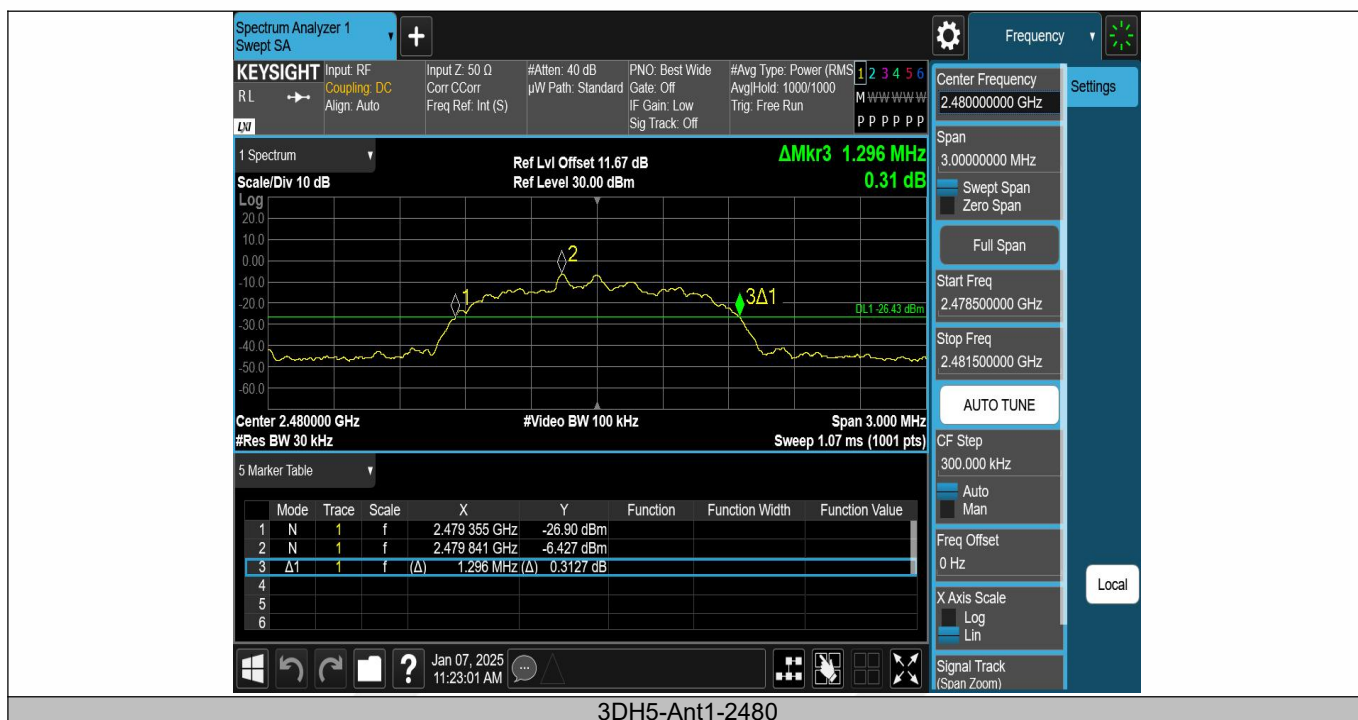 Spectrum Analyzer 1
Swept SA
+
Frequency
KEYSIGHT
RL
LXI
Input: RF
Coupling: DC
Align: Auto
Input Z: 50 Ω
Corr CCorr
Freq Ref: Int (S)
#Atten: 40 dB
µW Path: Standard
PNO: Best Wide
Gate: Off
IF Gain: Low
Sig Track: Off
#Avg Type: Power (RMS
Avg|Hold: 1000/1000
Trig: Free Run
1 2 3 4 5 6
M W W W W W
P P P P P P
1 Spectrum
Scale/Div 10 dB
Ref Lvl Offset 11.67 dB
Ref Level 30.00 dBm
ΔMkr3 1.296 MHz
0.31 dB
Log
20.0
10.0
0.00
-10.0
-20.0
-30.0
-40.0
-50.0
-60.0
1
2
3Δ1
DL1 -26.43 dBm
Center 2.480000 GHz
#Video BW 100 kHz
Span 3.000 MHz
#Res BW 30 kHz
Sweep 1.07 ms (1001 pts)
5 Marker Table
Mode Trace Scale X Y Function Function Width Function Value
1 N 1 f 2.479 355 GHz -26.90 dBm
2 N 1 f 2.479 841 GHz -6.427 dBm
3 Δ1 1 f (Δ) 1.296 MHz (Δ) 0.3127 dB
4
5
6
Center Frequency
2.480000000 GHz
Settings
Span
3.00000000 MHz
Swept Span
Zero Span
Full Span
Start Freq
2.478500000 GHz
Stop Freq
2.481500000 GHz
AUTO TUNE
CF Step
300.000 kHz
Auto
Man
Freq Offset
0 Hz
X Axis Scale
Log
Lin
Signal Track
(Span Zoom)
Local
?
Jan 07, 2025
11:23:01 AM
3DH5-Ant1-2480